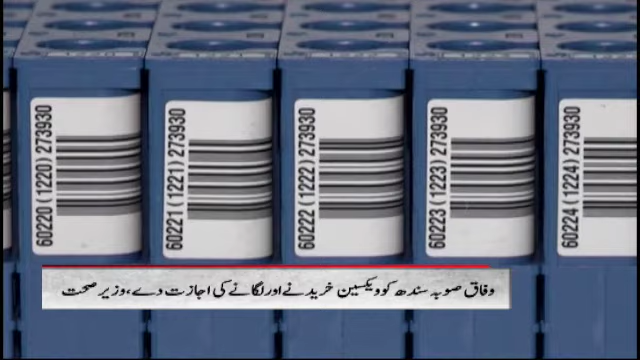 60220 (1220) 273930
60221 (1221) 273930
60222 (1222) 273930
60223 (1223) 273930
60224 (1224) 273930
وفاق صوبہ سندھ کو ویکسین خریدنے اور لگانے کی اجازت دے، وزیر صحت